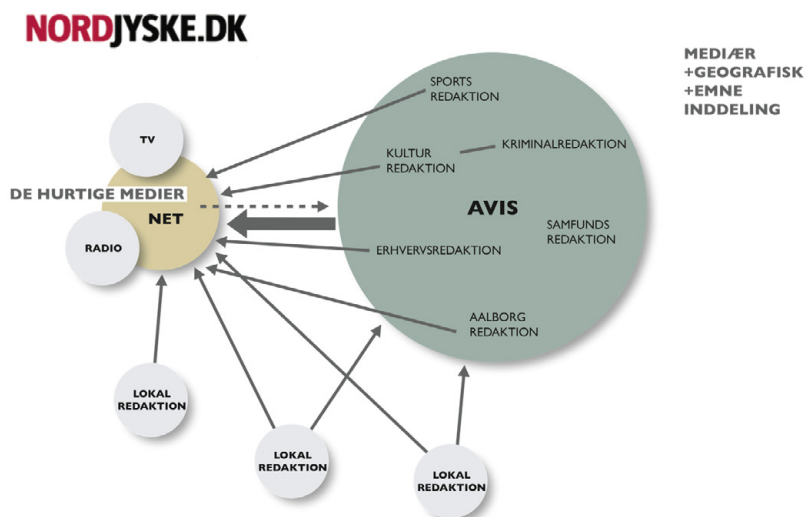 NORDJYSKE.DK
MEDIÆR
+GEOGRAFISK
+EMNE
INDDELING
SPORTS
REDAKTION
TV
KULTUR
REDAKTION
KRIMINALREDAKTION
DE HURTIGE MEDIER
NET
AVIS
RADIO
SAMFUNDS
REDAKTION
ERHVERVSREDAKTION
AALBORG
REDAKTION
LOKAL
REDAKTION
LOKAL
REDAKTION
LOKAL
REDAKTION